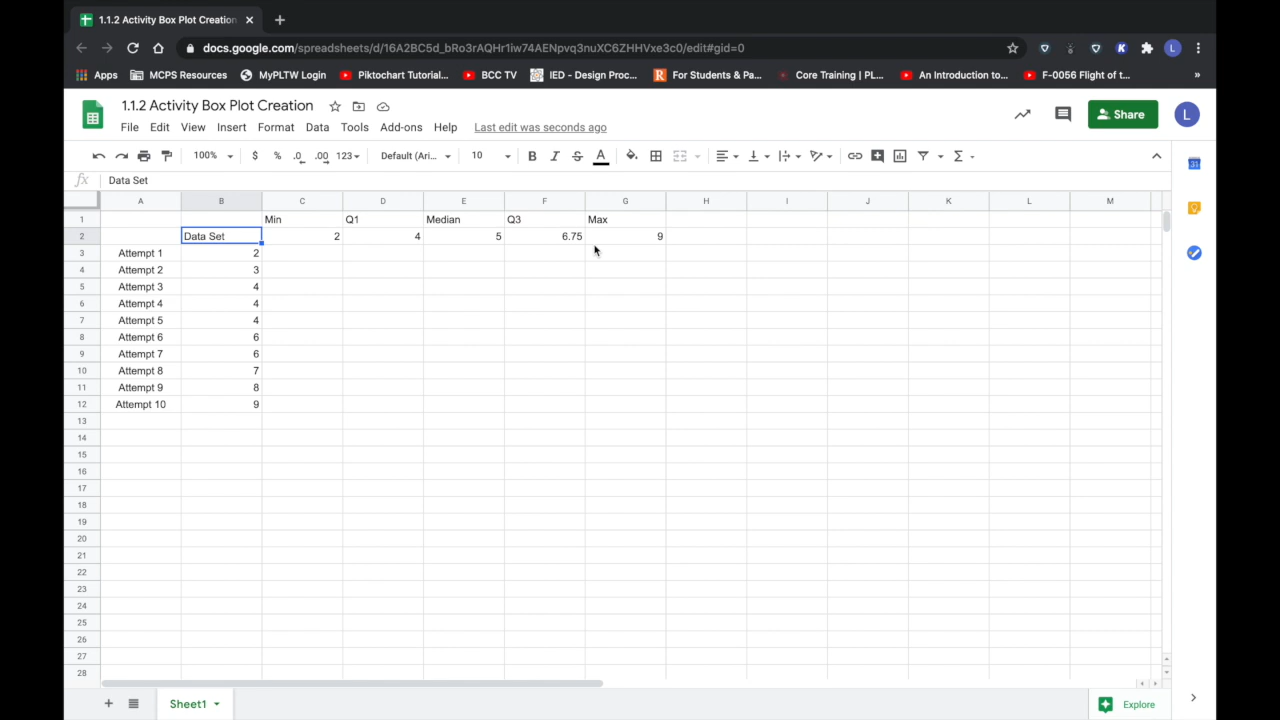 1.1.2 Activity Box Plot Creation
docs.google.com/spreadsheets/d/16A2BC5d_bRo3rAQHr1iw74AENpvq3nuXC6ZHHVxe3c0/edit#gid=0
Apps MCPS Resources MyPLTW Login Piktochart Tutorial... BCC TV IED - Design Proc... For Students & Pa... Core Training | PL... An Introduction to... F-0056 Flight of t... »
1.1.2 Activity Box Plot Creation
File Edit View Insert Format Data Tools Add-ons Help Last edit was seconds ago
Share L
100% $ % .0 .00 123 Default (Ari... 10 B I S A Σ
fx Data Set
A B C D E F G H I J K L M
1 Min Q1 Median Q3 Max
2 Data Set 2 4 5 6.75 9
3 Attempt 1 2
4 Attempt 2 3
5 Attempt 3 4
6 Attempt 4 4
7 Attempt 5 4
8 Attempt 6 6
9 Attempt 7 6
10 Attempt 8 7
11 Attempt 9 8
12 Attempt 10 9
13
14
15
16
17
18
19
20
21
22
23
24
25
26
27
28
Sheet1 Explore